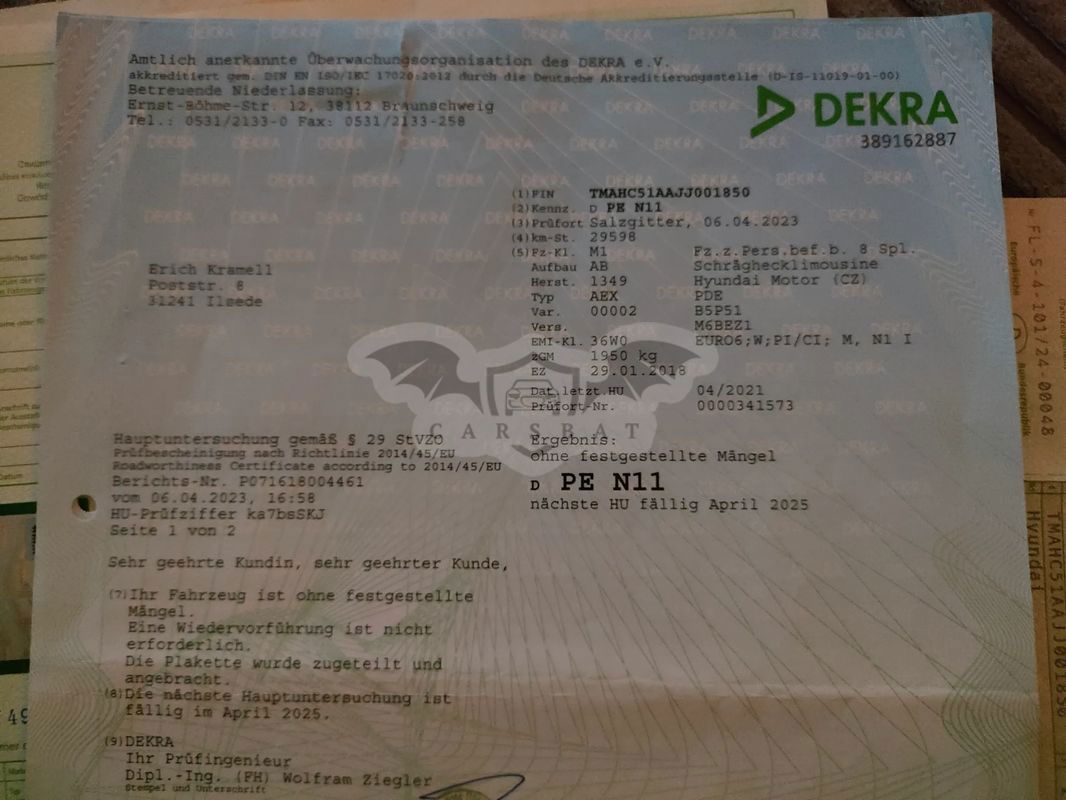 Amtlich anerkannte Überwachungsorganisation des DEKRA e.V.
akkreditiert gem. DIN EN ISO/IEC 17020:2012 durch die Deutsche Akkreditierungsstelle (D-IS-11019-01-00)
Betreuende Niederlassung:
Ernst-Böhme-Str. 12, 38112 Braunschweig
Tel.: 0531/2133-0 Fax: 0531/2133-258
DEKRA
389162887
(1) FIN TMAHC51AAJJ001850
(2) Kennz. D PE N11
(3) Prüfort Salzgitter, 06.04.2023
(4) km-St. 29598
(5) Fz-Kl. M1 Fz.z.Pers.bef.b. 8 Spl.
Aufbau AB Schräghecklimousine
Herst. 1349 Hyundai Motor (CZ)
Typ AEX PDE
Var. 00002 B5P51
Vers. M6BEZ1
EMI-Kl. 36W0 EURO6;W;PI/CI; M, N1 I
zGM 1950 kg
EZ 29.01.2018
Dat.letzt.HU 04/2021
Prüfort-Nr. 0000341573
Erich Kramell
Poststr. 8
31241 Ilsede
CARSBAT
Hauptuntersuchung gemäß § 29 StVZO
Prüfbescheinigung nach Richtlinie 2014/45/EU
Roadworthiness Certificate according to 2014/45/EU
Berichts-Nr. P071618004461
vom 06.04.2023, 16:58
HU-Prüfziffer ka7bsSKJ
Seite 1 von 2
Ergebnis:
ohne festgestellte Mängel
D PE N11
nächste HU fällig April 2025
Sehr geehrte Kundin, sehr geehrter Kunde,
(7) Ihr Fahrzeug ist ohne festgestellte
Mängel.
Eine Wiedervorführung ist nicht
erforderlich.
Die Plakette wurde zugeteilt und
angebracht.
(8) Die nächste Hauptuntersuchung ist
fällig im April 2025.
(9) DEKRA
Ihr Prüfingenieur
Dipl.-Ing. (FH) Wolfram Ziegler
Stempel und Unterschrift
FL-S-4-101/24-00048
TMAHC51AAJJ001850
Hyundai